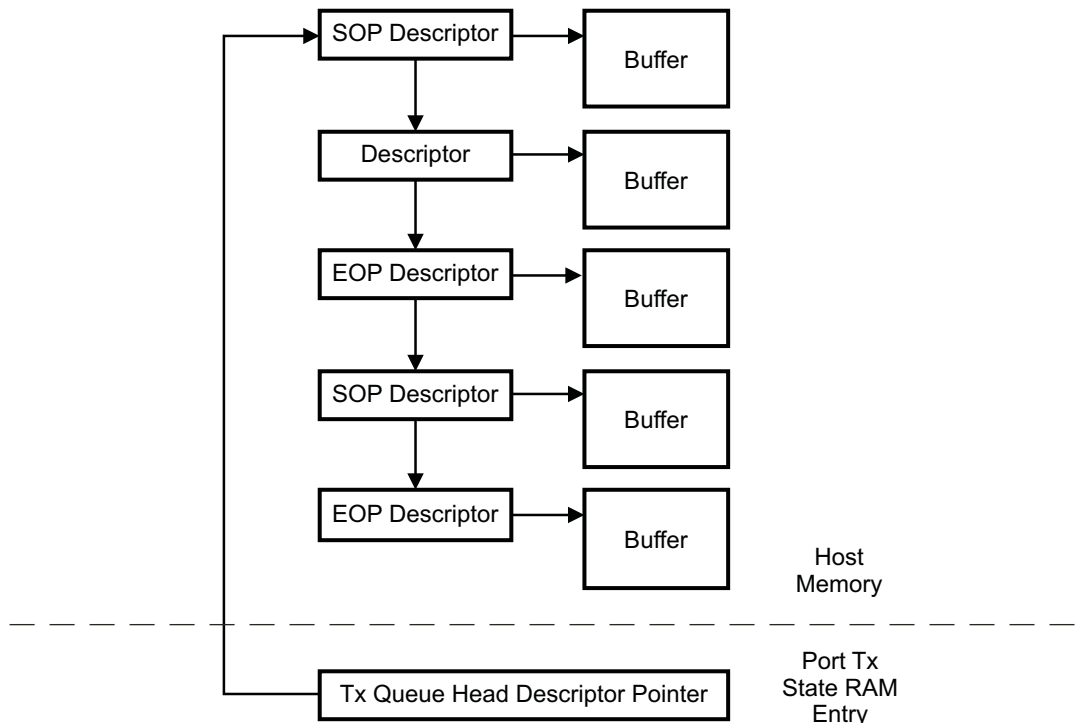 SOP Descriptor
Buffer
Descriptor
Buffer
EOP Descriptor
Buffer
SOP Descriptor
Buffer
EOP Descriptor
Buffer
Host
Memory
Tx Queue Head Descriptor Pointer
Port Tx
State RAM
Entry